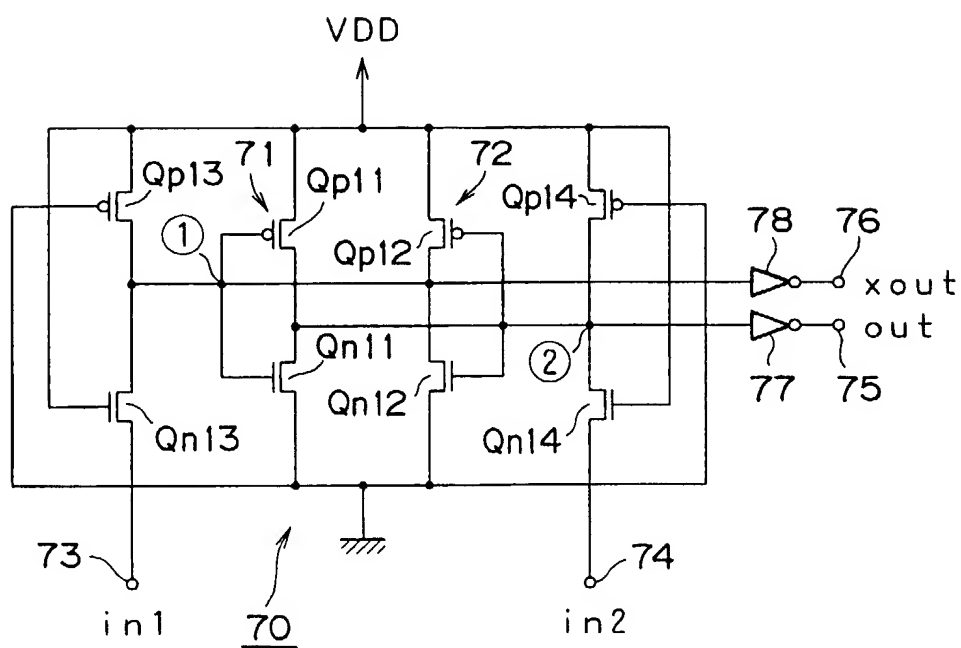 VDD
71
72
Qp13
Qp11
Qp14
78
76
①
Qp12
xout
out
Qn11
②
Qn12
77
75
Qn13
Qn14
73
74
in1
70
in2